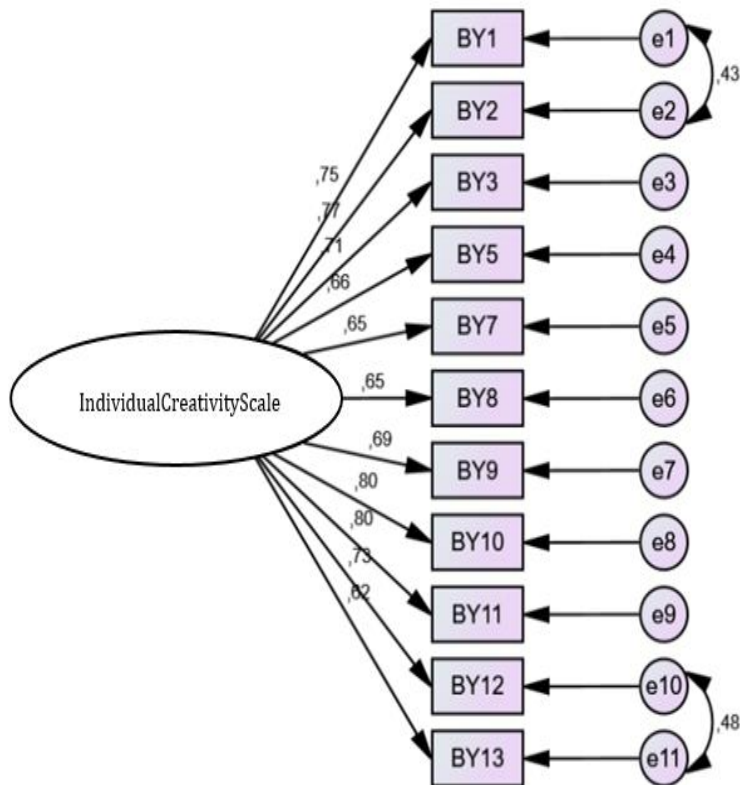 BY1
e1
,43
BY2
e2
,75
BY3
e3
,77
,71
BY5
e4
,66
BY7
e5
,65
IndividualCreativityScale
,65
BY8
e6
,69
BY9
e7
,80
BY10
e8
,80
,73
BY11
e9
,62
BY12
e10
,48
BY13
e11